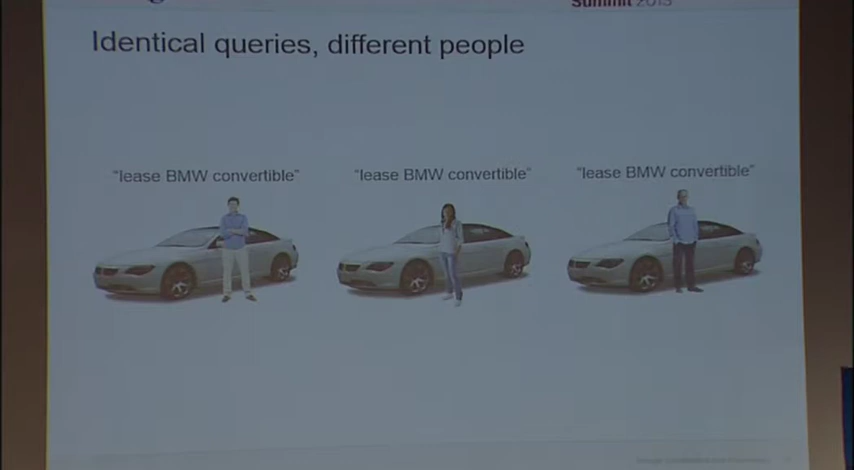 Summit 2013
Identical queries, different people
"lease BMW convertible"
"lease BMW convertible"
"lease BMW convertible"